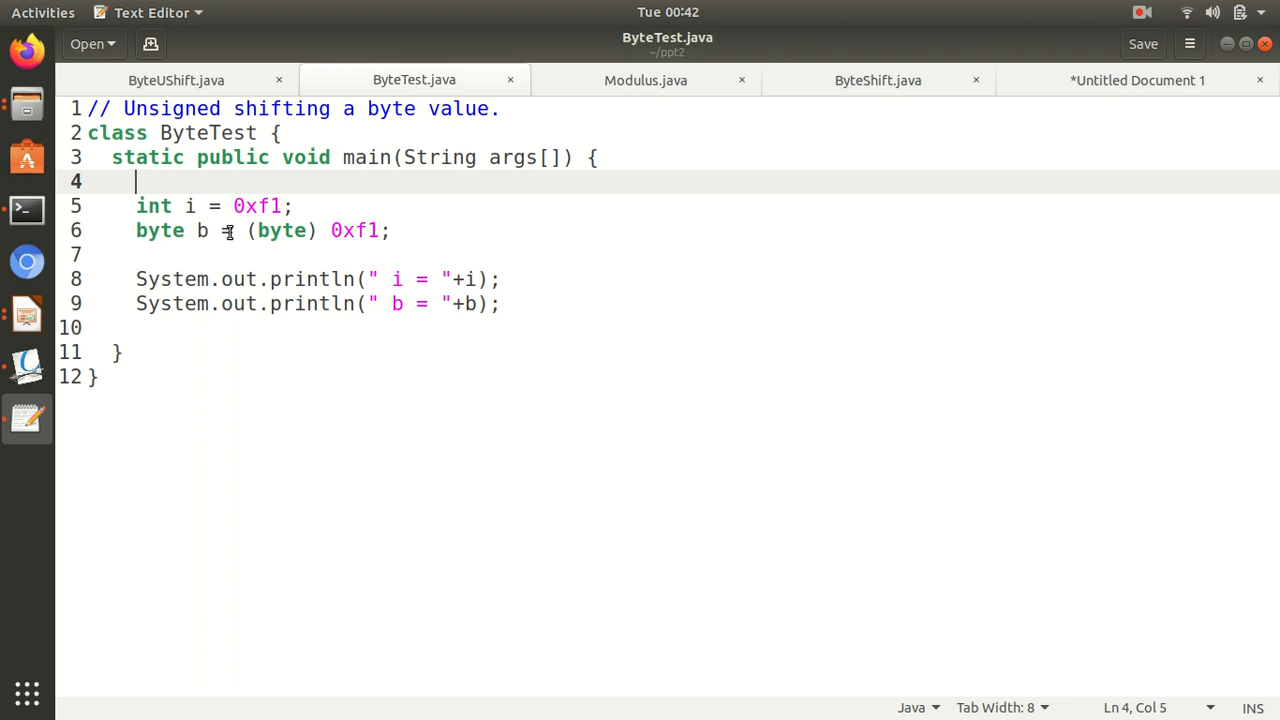 Activities Text Editor Tue 00:42
Open ByteTest.java Save
~/ppt2
ByteUShift.java × ByteTest.java × Modulus.java × ByteShift.java × *Untitled Document 1 ×
1 // Unsigned shifting a byte value.
2 class ByteTest {
3 static public void main(String args[]) {
4
5 int i = 0xf1;
6 byte b = (byte) 0xf1;
7
8 System.out.println(" i = "+i);
9 System.out.println(" b = "+b);
10
11 }
12 }
Java Tab Width: 8 Ln 4, Col 5 INS